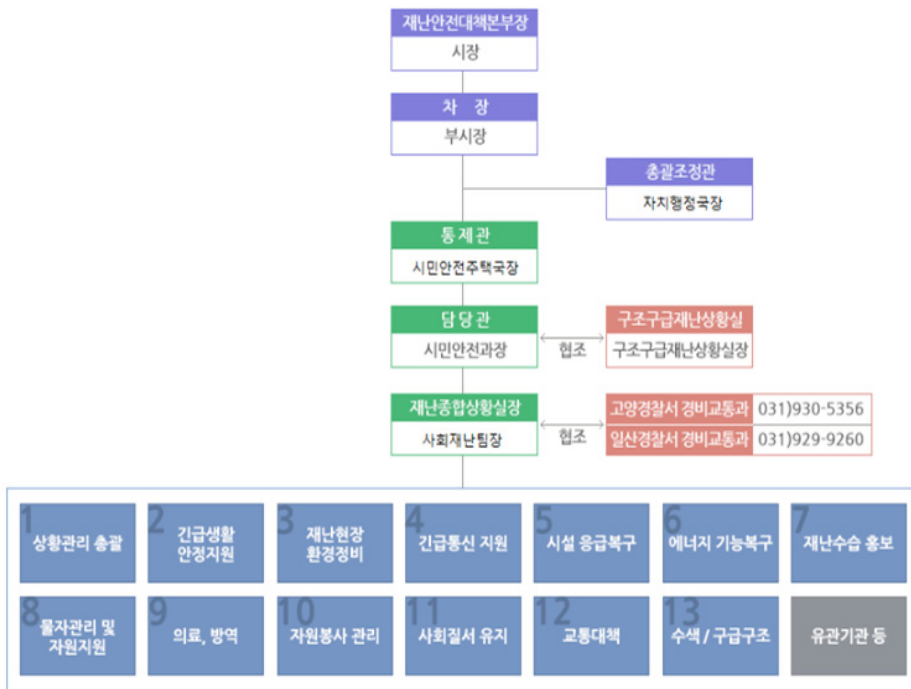 재난안전대책본부장
시장
차 장
부시장
총괄조정관
자치행정국장
통제관
시민안전주택국장
담당관
시민안전과장
협조
구조구급재난상황실
구조구급재난상황실장
재난종합상황실장
사회재난팀장
협조
고양경찰서 경비교통과 031)930-5356
일산경찰서 경비교통과 031)929-9260
1
상황관리 총괄
2
긴급생활
안정지원
3
재난현장
환경정비
4
긴급통신 지원
5
시설 응급복구
6
에너지 기능복구
7
재난수습 홍보
8
물자관리 및
자원지원
9
의료, 방역
10
자원봉사 관리
11
사회질서 유지
12
교통대책
13
수색 / 구급구조
유관기관 등